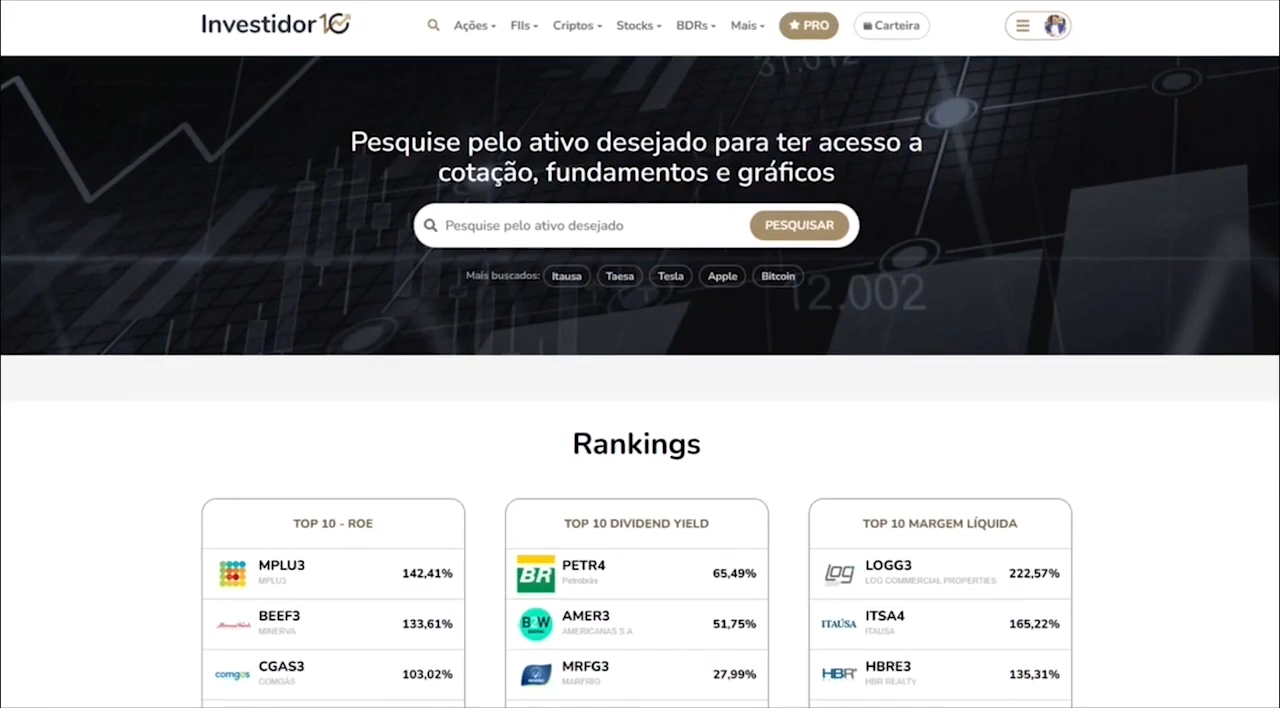 Investidor10
Ações FIIs Criptos Stocks BDRs Mais PRO Carteira
31.012
Pesquise pelo ativo desejado para ter acesso a
cotação, fundamentos e gráficos
Pesquise pelo ativo desejado PESQUISAR
Mais buscados: Itausa Taesa Tesla Apple Bitcoin
12.002
Rankings
TOP 10 - ROE
MPLU3
MPLU3
142,41%
BEEF3
MINERVA
133,61%
comgas
CGAS3
COMGÁS
103,02%
TOP 10 DIVIDEND YIELD
BR
PETR4
Petrobrás
65,49%
B2W
AMER3
AMERICANAS S A
51,75%
MRFG3
MARFRIG
27,99%
TOP 10 MARGEM LÍQUIDA
LOG
LOGG3
LOG COMMERCIAL PROPERTIES
222,57%
ITAÚSA
ITSA4
ITAUSA
165,22%
HBR
HBRE3
HBR REALTY
135,31%